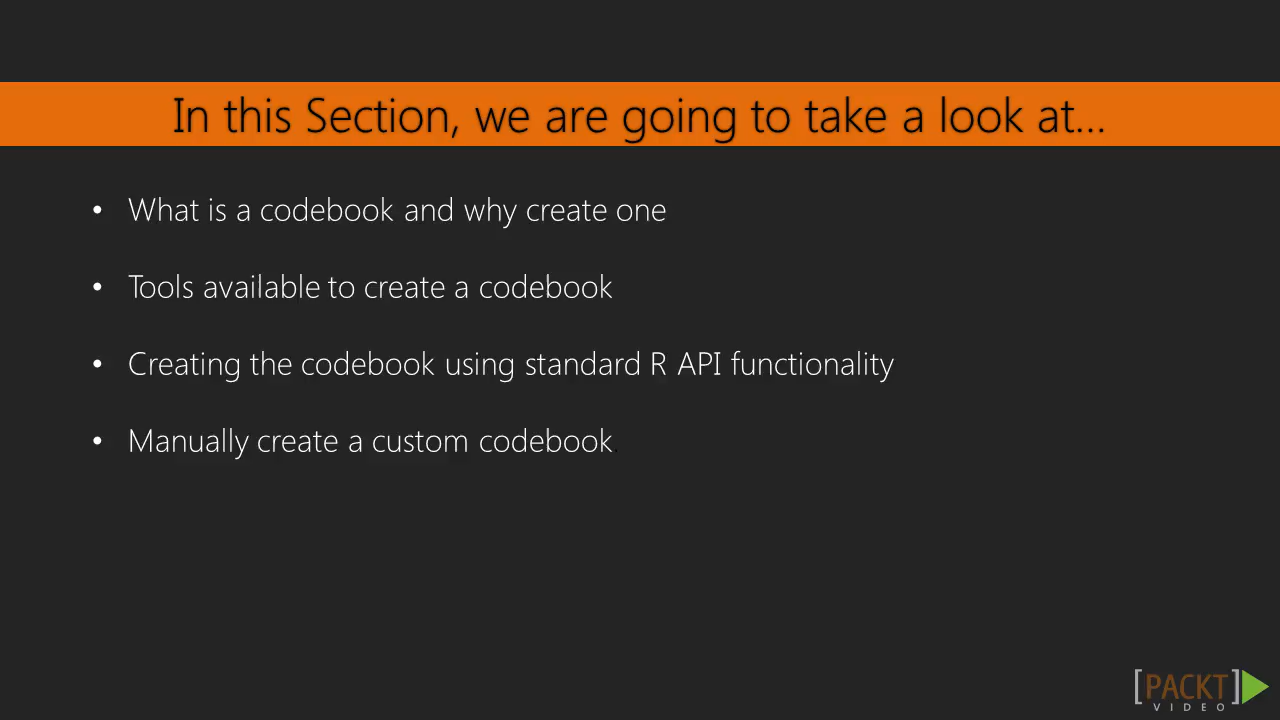 In this Section, we are going to take a look at...
• What is a codebook and why create one
• Tools available to create a codebook
• Creating the codebook using standard R API functionality
• Manually create a custom codebook
[PACKT]
VIDEO